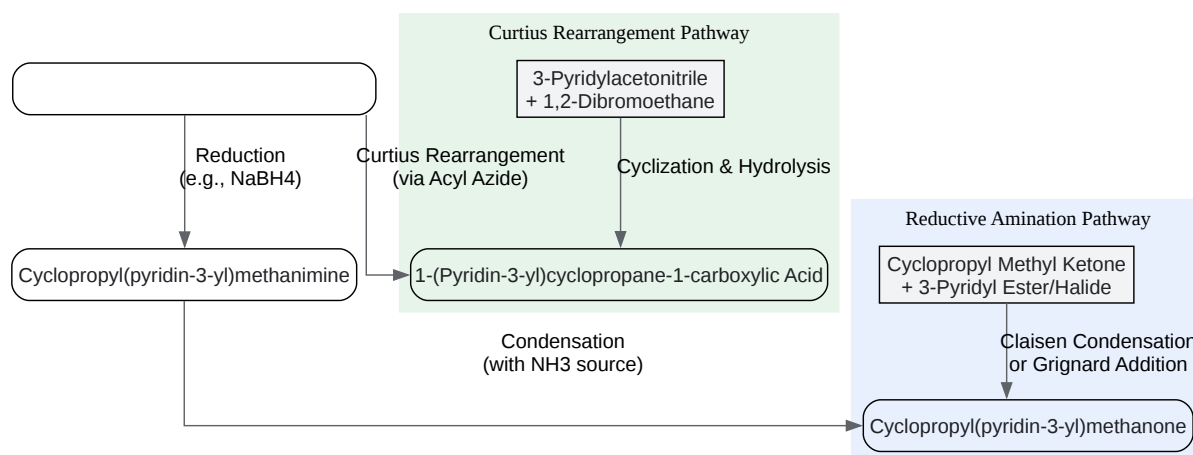 Curtius Rearrangement Pathway
3-Pyridylacetonitrile
+ 1,2-Dibromoethane
Reduction
(e.g., NaBH4)
Curtius Rearrangement
(via Acyl Azide)
Cyclization & Hydrolysis
Reductive Amination Pathway
Cyclopropyl(pyridin-3-yl)methanimine
1-(Pyridin-3-yl)cyclopropane-1-carboxylic Acid
Cyclopropyl Methyl Ketone
+ 3-Pyridyl Ester/Halide
Condensation
(with NH3 source)
Claisen Condensation
or Grignard Addition
Cyclopropyl(pyridin-3-yl)methanone